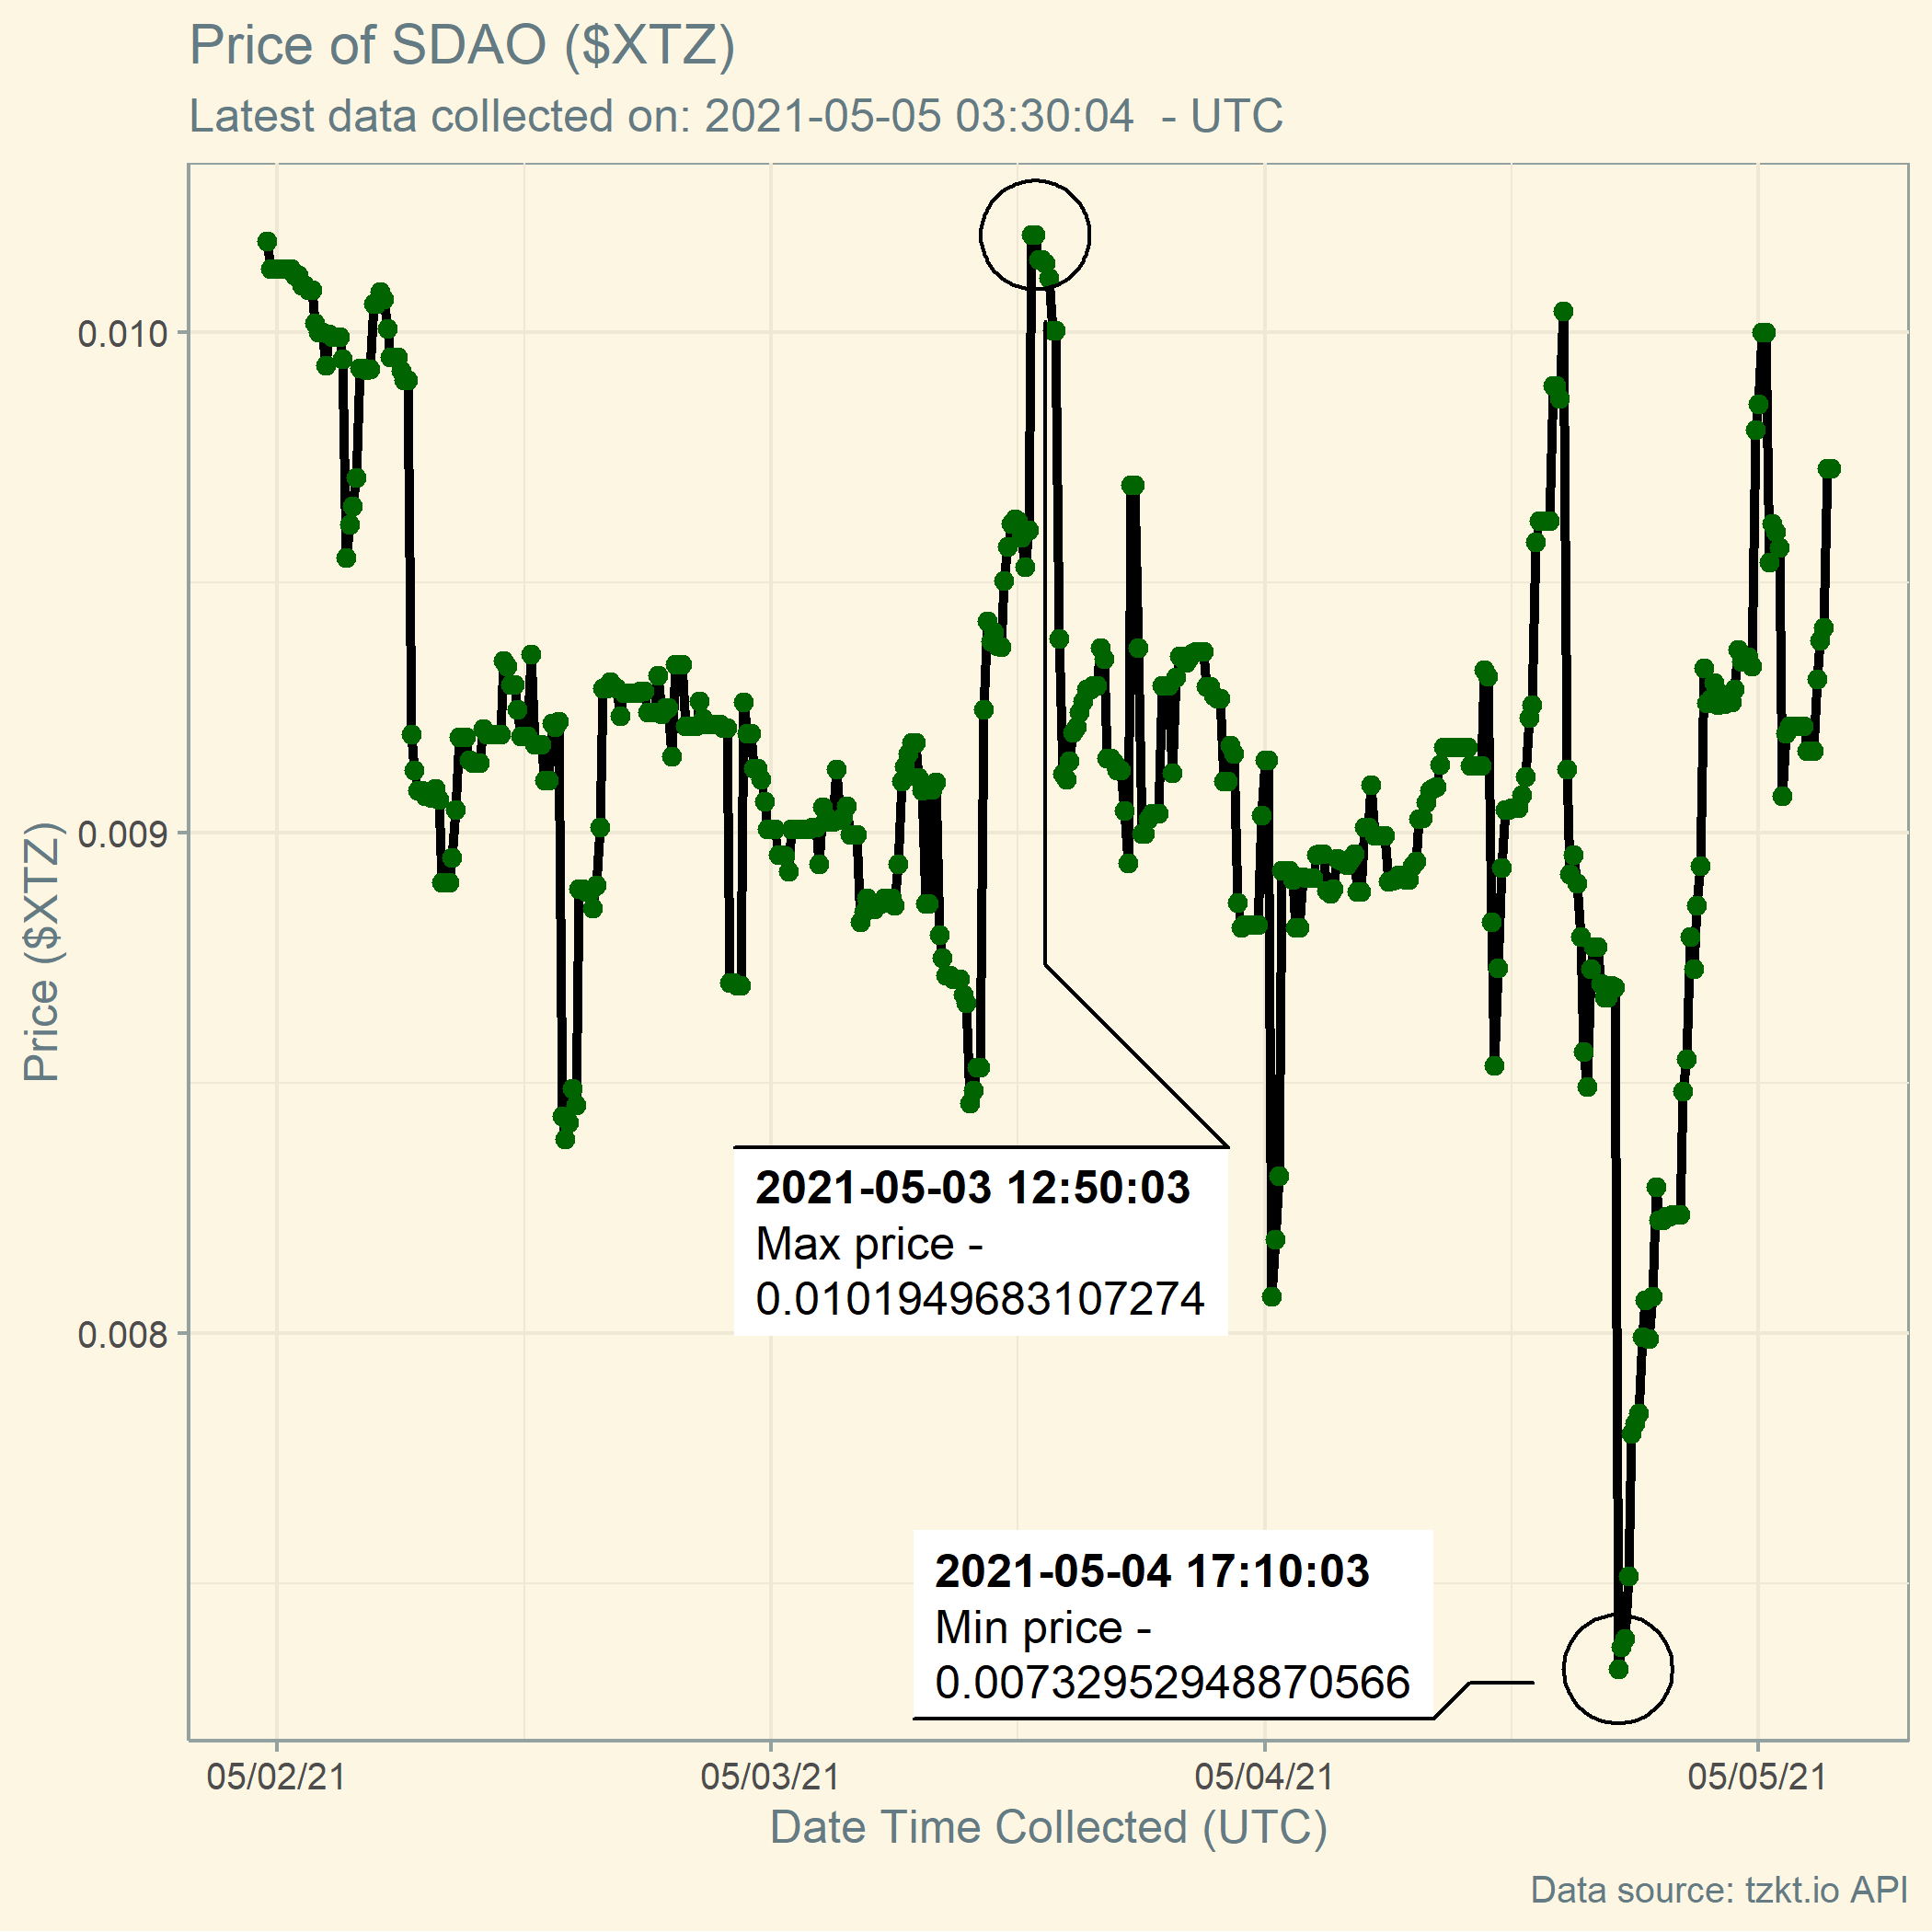 Price of SDAO ($XTZ)
Latest data collected on: 2021-05-05 03:30:04  - UTC
0.010
0.009
0.008
Price ($XTZ)
2021-05-03 12:50:03
Max price -
0.0101949683107274
2021-05-04 17:10:03
Min price -
0.00732952948870566
05/02/21
05/03/21
05/04/21
05/05/21
Date Time Collected (UTC)
Data source: tzkt.io API